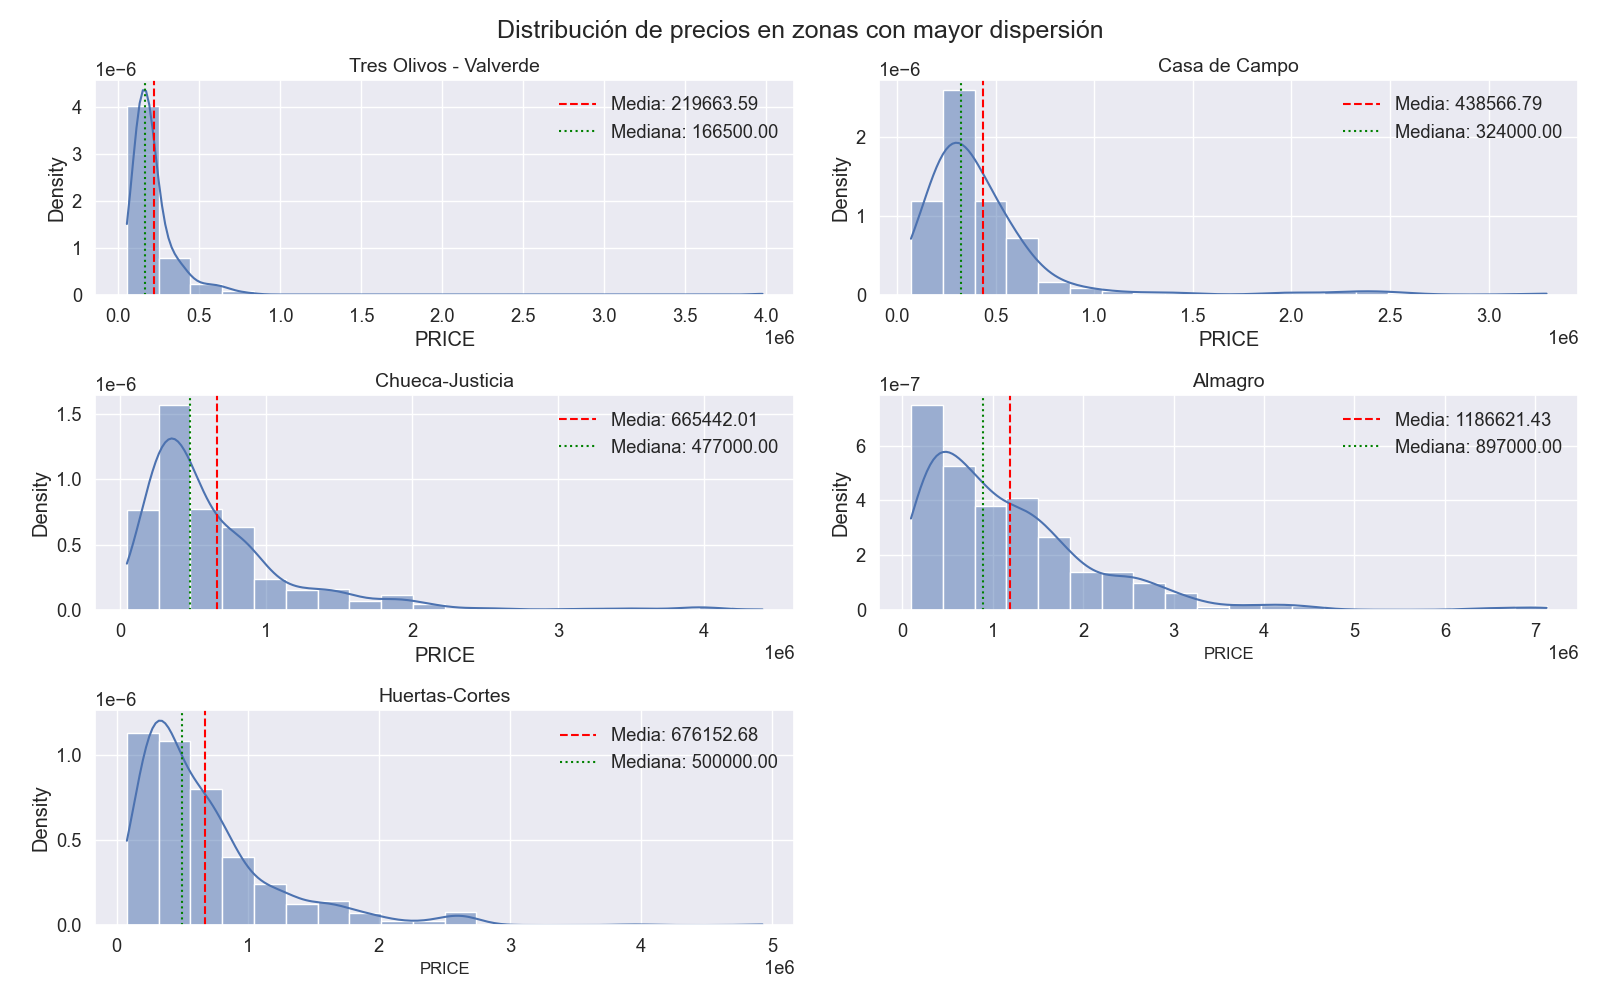 Distribución de precios en zonas con mayor dispersión
Tres Olivos - Valverde
1e−6
Density
4
3
2
1
0
Media: 219663.59
Mediana: 166500.00
0.0 0.5 1.0 1.5 2.0 2.5 3.0 3.5 4.0
PRICE
1e6
Casa de Campo
1e−6
Density
2
1
0
Media: 438566.79
Mediana: 324000.00
0.0 0.5 1.0 1.5 2.0 2.5 3.0
PRICE
1e6
Chueca-Justicia
1e−6
Density
1.5
1.0
0.5
0.0
Media: 665442.01
Mediana: 477000.00
0 1 2 3 4
PRICE
1e6
Almagro
1e−7
Density
6
4
2
0
Media: 1186621.43
Mediana: 897000.00
0 1 2 3 4 5 6 7
PRICE
1e6
Huertas-Cortes
1e−6
Density
1.0
0.5
0.0
Media: 676152.68
Mediana: 500000.00
0 1 2 3 4 5
PRICE
1e6